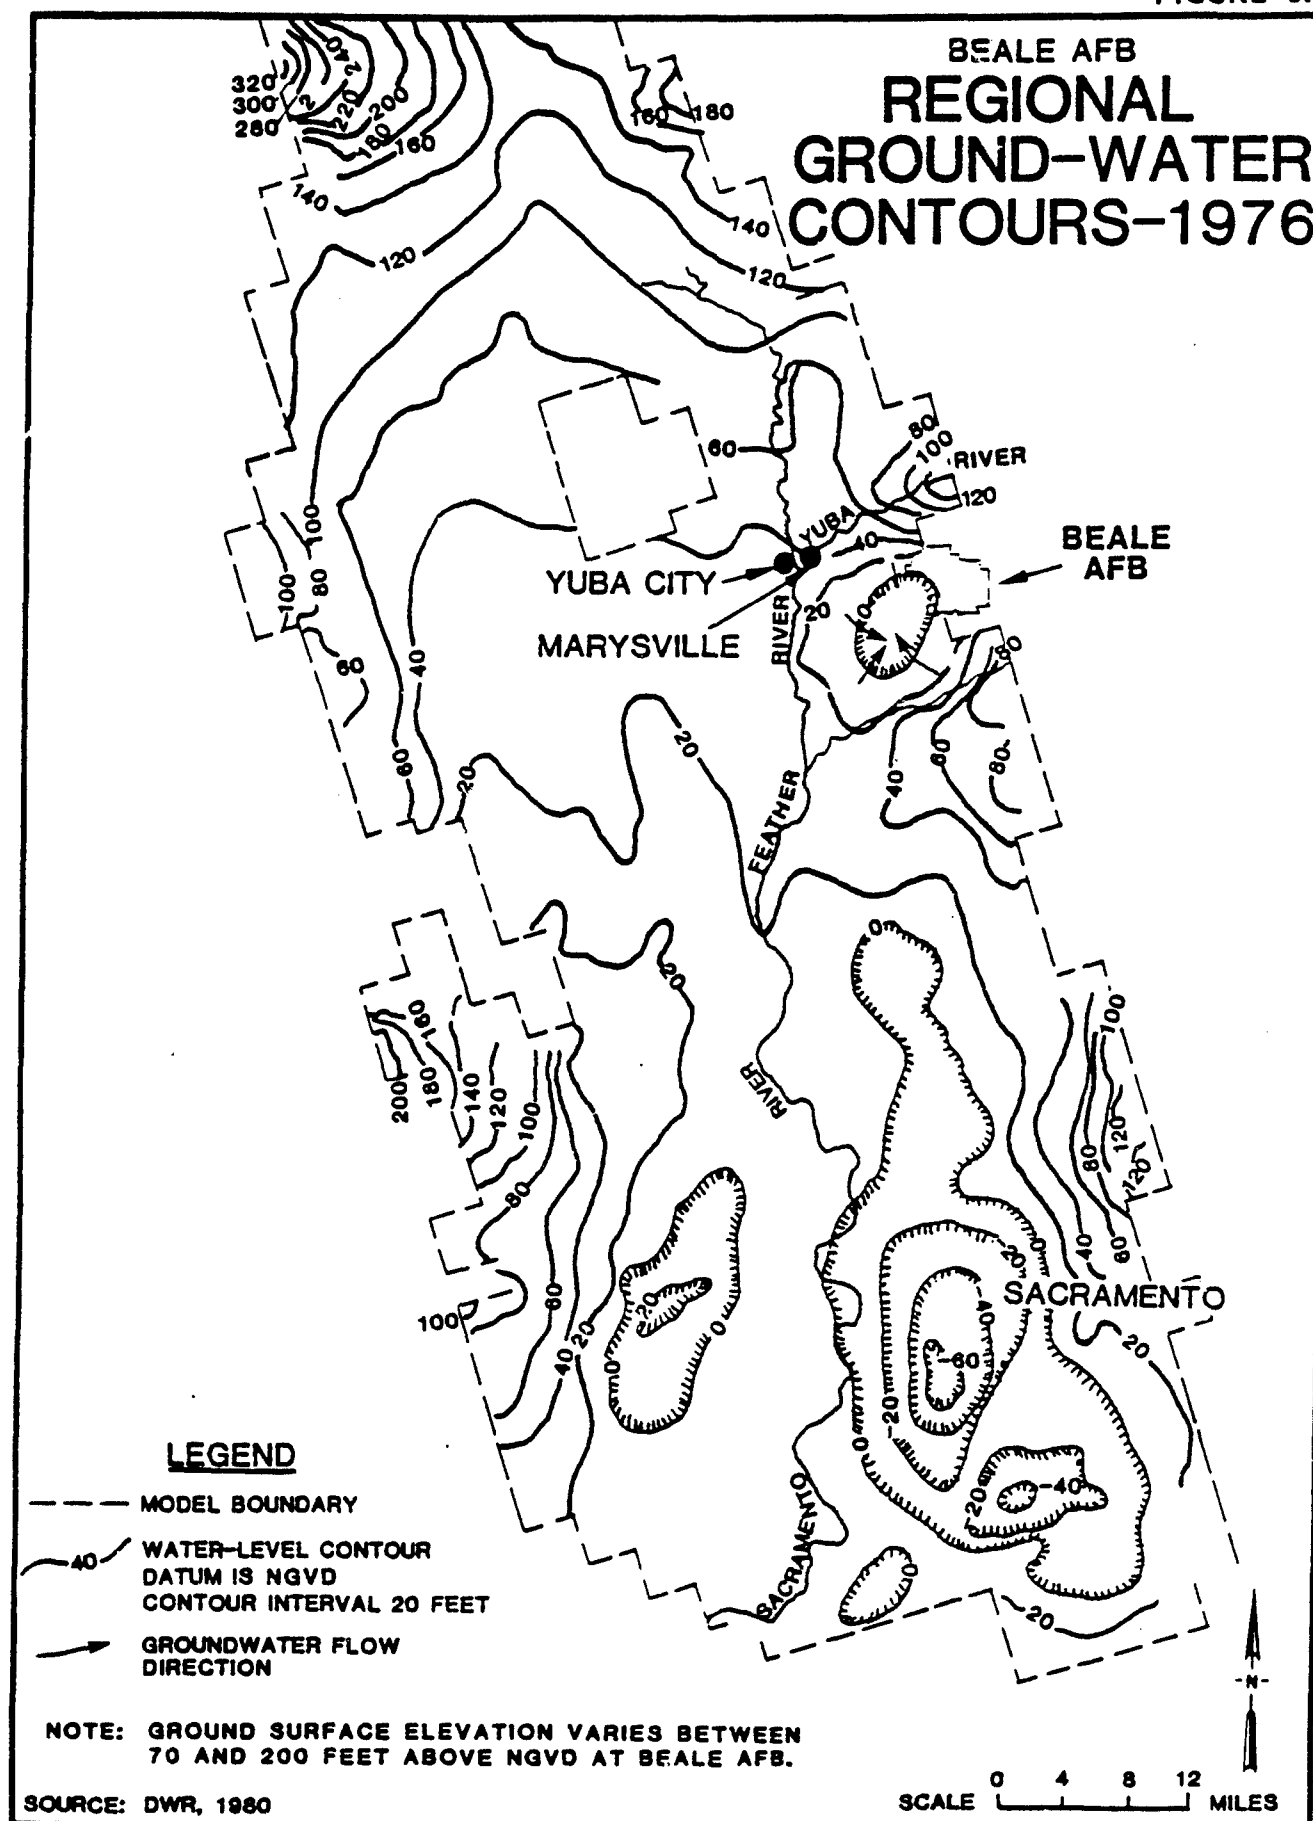 BEALE AFB
REGIONAL
GROUND-WATER
CONTOURS-1976
320
300
280
240
220
200
180
160
140
160
180
140
120
120
60
80
100
RIVER
120
YUBA
40
BEALE
AFB
YUBA CITY
MARYSVILLE
RIVER
20
0
100
100
80
60
40
60
20
20
80
60
80
40
FEATHER
0
20
160
200
180
140
120
100
80
100
RIVER
100
80
120
120
60
40
20
100
-20
0
0
0
-20
-40
-60
-20
0
0
40
60
SACRAMENTO
20
-20
-40
0
20
SACRAMENTO
LEGEND
MODEL BOUNDARY
40
WATER-LEVEL CONTOUR
DATUM IS NGVD
CONTOUR INTERVAL 20 FEET
GROUNDWATER FLOW
DIRECTION
NOTE: GROUND SURFACE ELEVATION VARIES BETWEEN
70 AND 200 FEET ABOVE NGVD AT BEALE AFB.
SOURCE: DWR, 1980
N
0 4 8 12
SCALE MILES